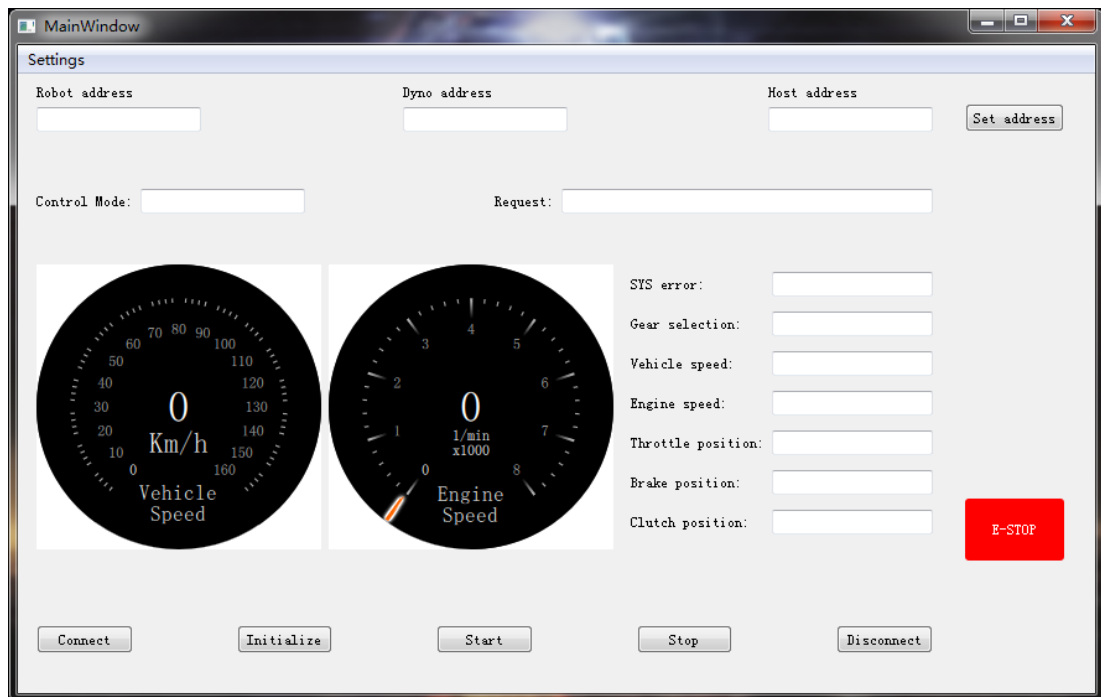 MainWindow
Settings
Robot address
Dyno address
Host address
Set address
Control Mode:
Request:
0
10
20
30
40
50
60
70
80
90
100
110
120
130
140
150
160
0
Km/h
Vehicle
Speed
0
1
2
3
4
5
6
7
8
0
1/min
x1000
Engine
Speed
SYS error:
Gear selection:
Vehicle speed:
Engine speed:
Throttle position:
Brake position:
Clutch position:
E-STOP
Connect
Initialize
Start
Stop
Disconnect